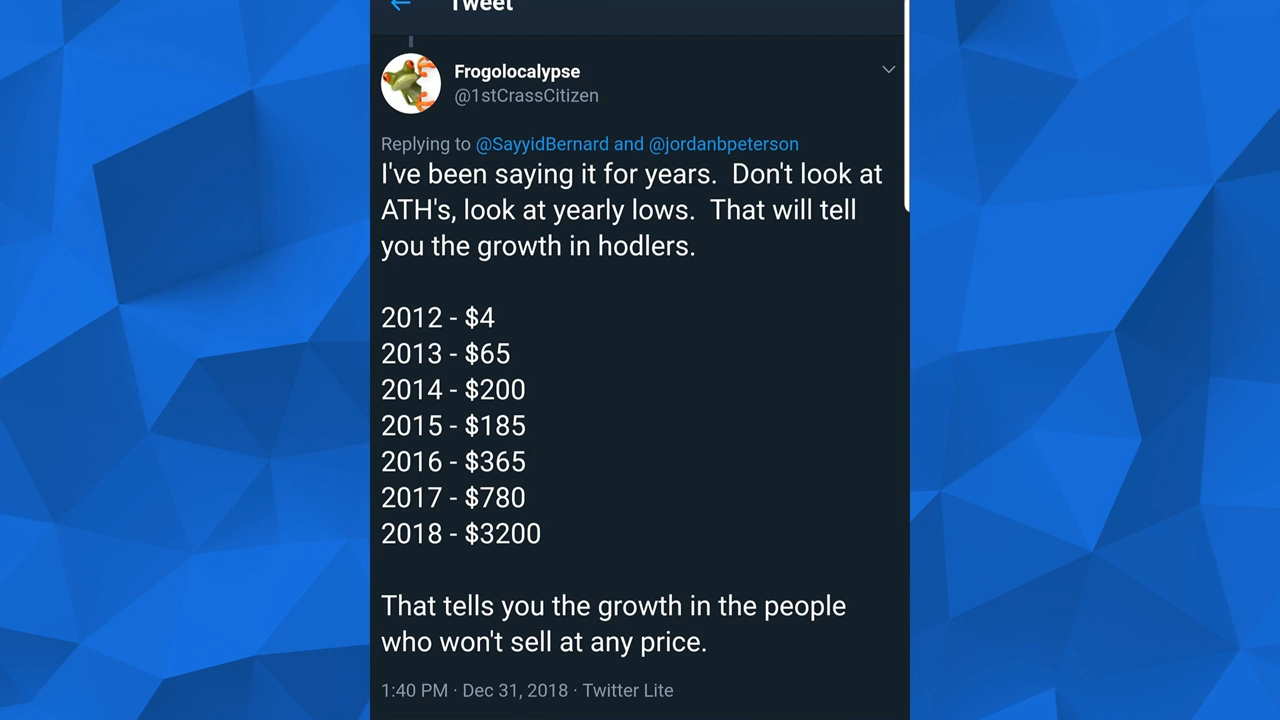 Tweet
Frogolocalypse
@1stCrassCitizen
Replying to @SayyidBernard and @jordanbpeterson
I've been saying it for years. Don't look at
ATH's, look at yearly lows. That will tell
you the growth in hodlers.
2012 - $4
2013 - $65
2014 - $200
2015 - $185
2016 - $365
2017 - $780
2018 - $3200
That tells you the growth in the people
who won't sell at any price.
1:40 PM · Dec 31, 2018 · Twitter Lite